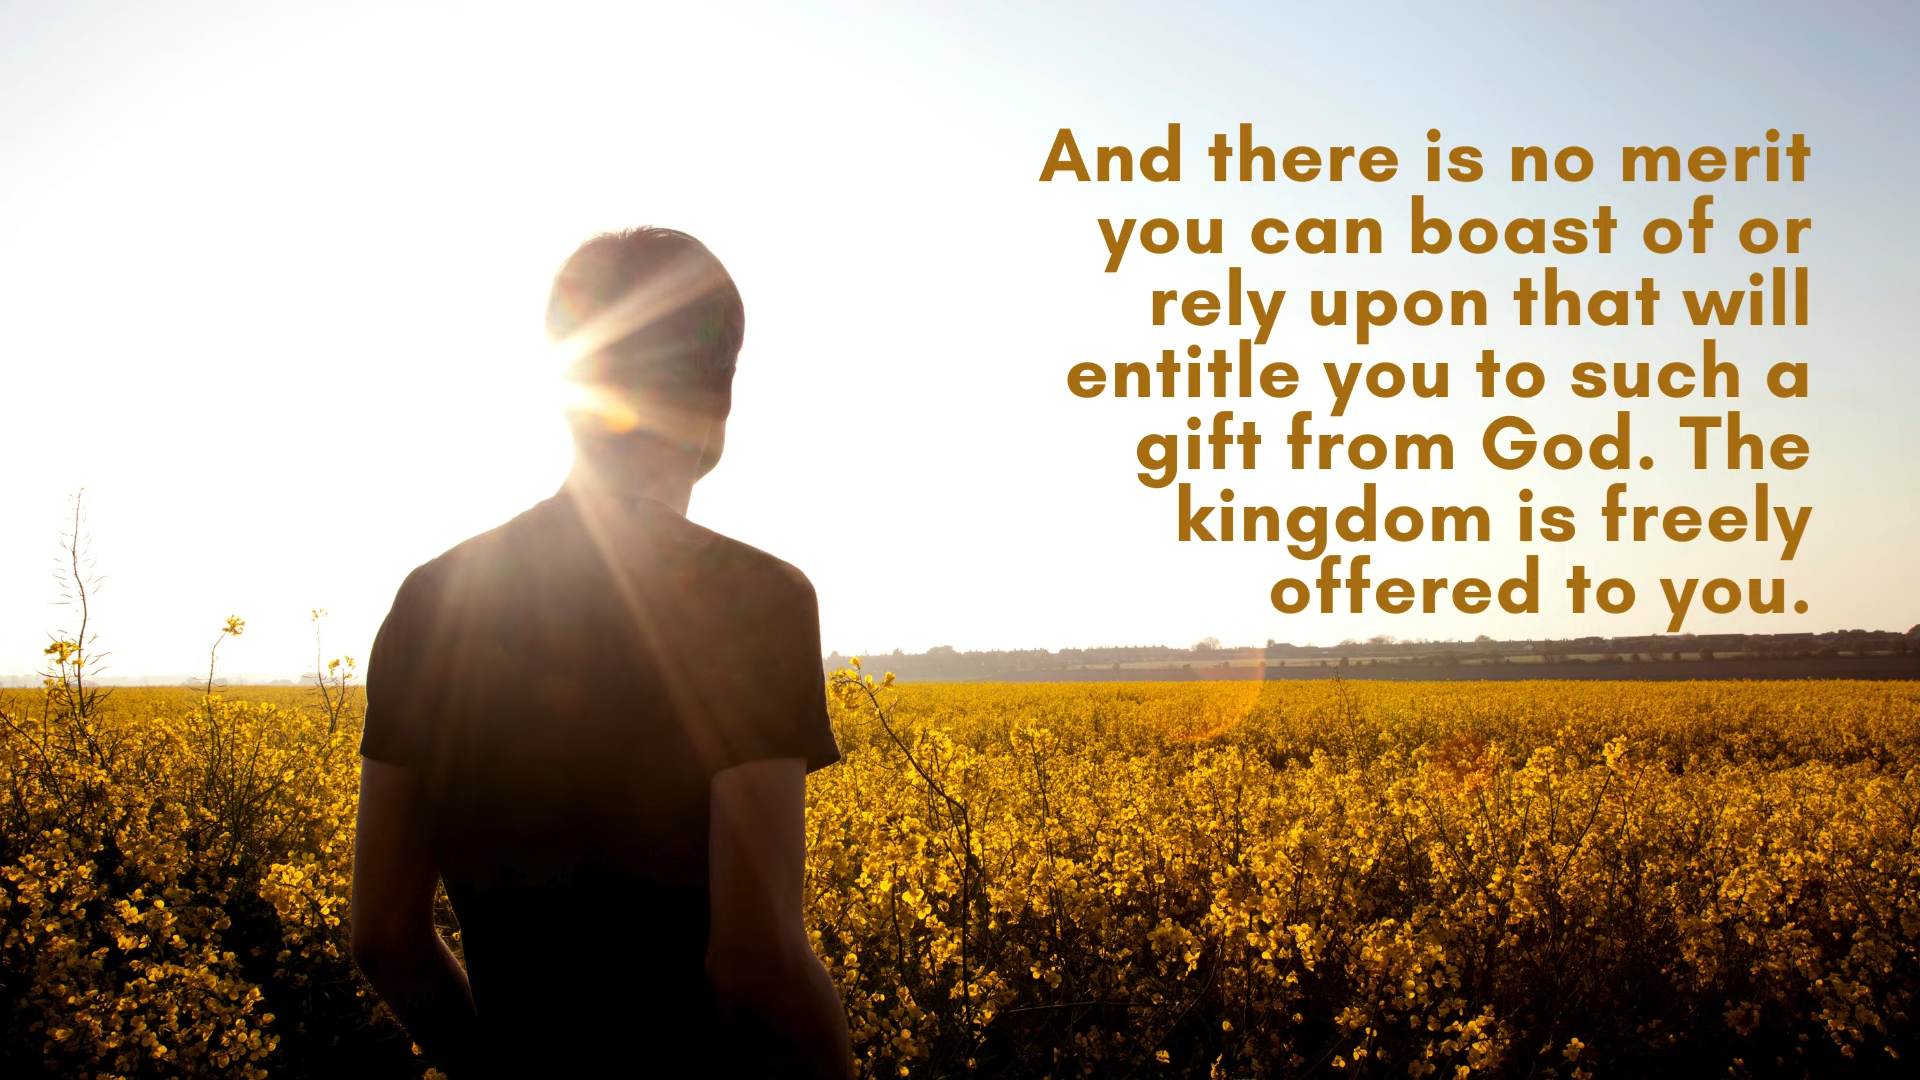 And there is no merit
you can boast of or
rely upon that will
entitle you to such a
gift from God. The
kingdom is freely
offered to you.